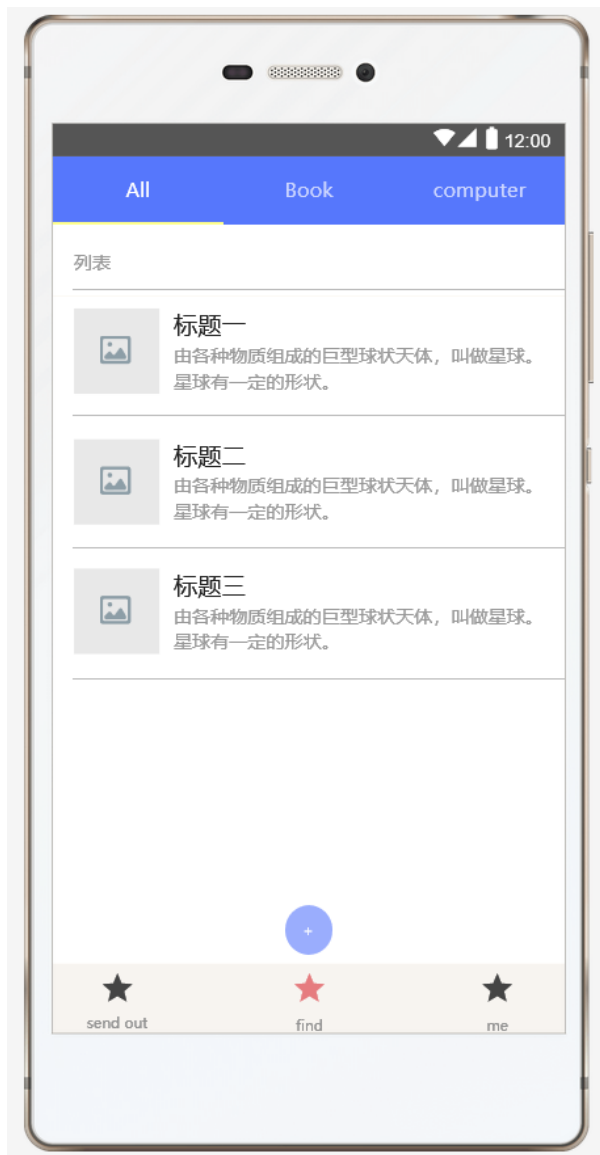 12:00
All Book computer
列表
标题一
由各种物质组成的巨型球状天体，叫做星球。
星球有一定的形状。
标题二
由各种物质组成的巨型球状天体，叫做星球。
星球有一定的形状。
标题三
由各种物质组成的巨型球状天体，叫做星球。
星球有一定的形状。
+
send out find me